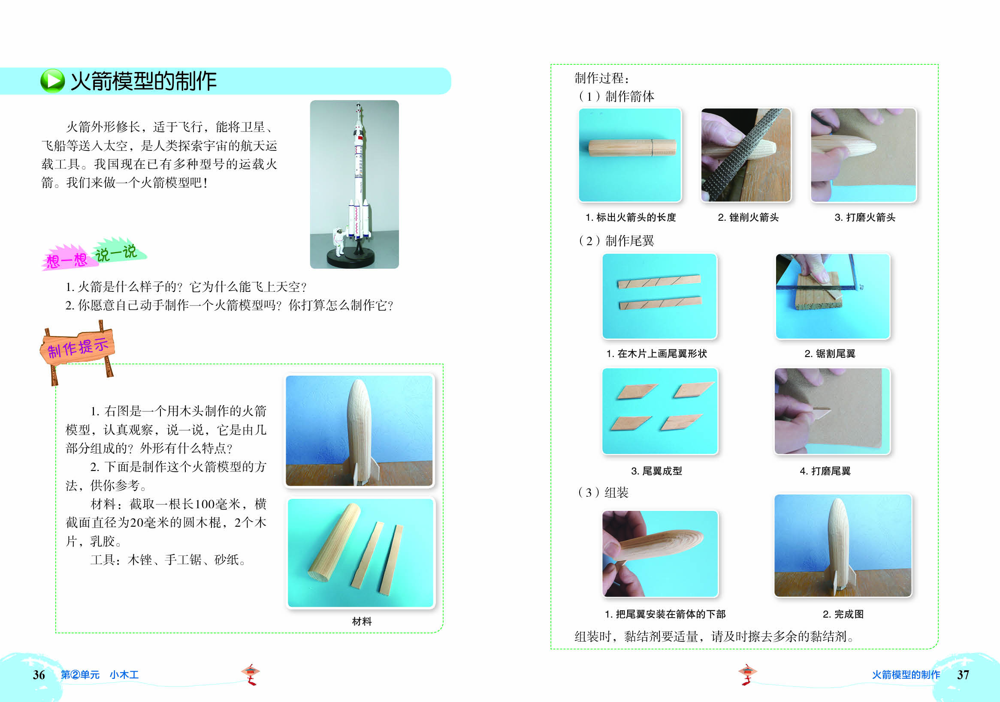 火箭模型的制作
火箭外形修长，适于飞行，能将卫星、
飞船等送入太空，是人类探索宇宙的航天运
载工具。我国现在已有多种型号的运载火
箭。我们来做一个火箭模型吧！
想一想 说一说
1. 火箭是什么样子的？它为什么能飞上天空？
2. 你愿意自己动手制作一个火箭模型吗？你打算怎么制作它？
制作提示
1. 右图是一个用木头制作的火箭
模型，认真观察，说一说，它是由几
部分组成的？外形有什么特点？
2. 下面是制作这个火箭模型的方
法，供你参考。
材料：截取一根长100毫米，横
截面直径为20毫米的圆木棍，2个木
片，乳胶。
工具：木锉、手工锯、砂纸。
材料
36 第②单元 小木工
制作过程：
（1）制作箭体
1. 标出火箭头的长度 2. 锉削火箭头 3. 打磨火箭头
（2）制作尾翼
1. 在木片上画尾翼形状 2. 锯割尾翼
3. 尾翼成型 4. 打磨尾翼
（3）组装
1. 把尾翼安装在箭体的下部 2. 完成图
组装时，黏结剂要适量，请及时擦去多余的黏结剂。
火箭模型的制作 37